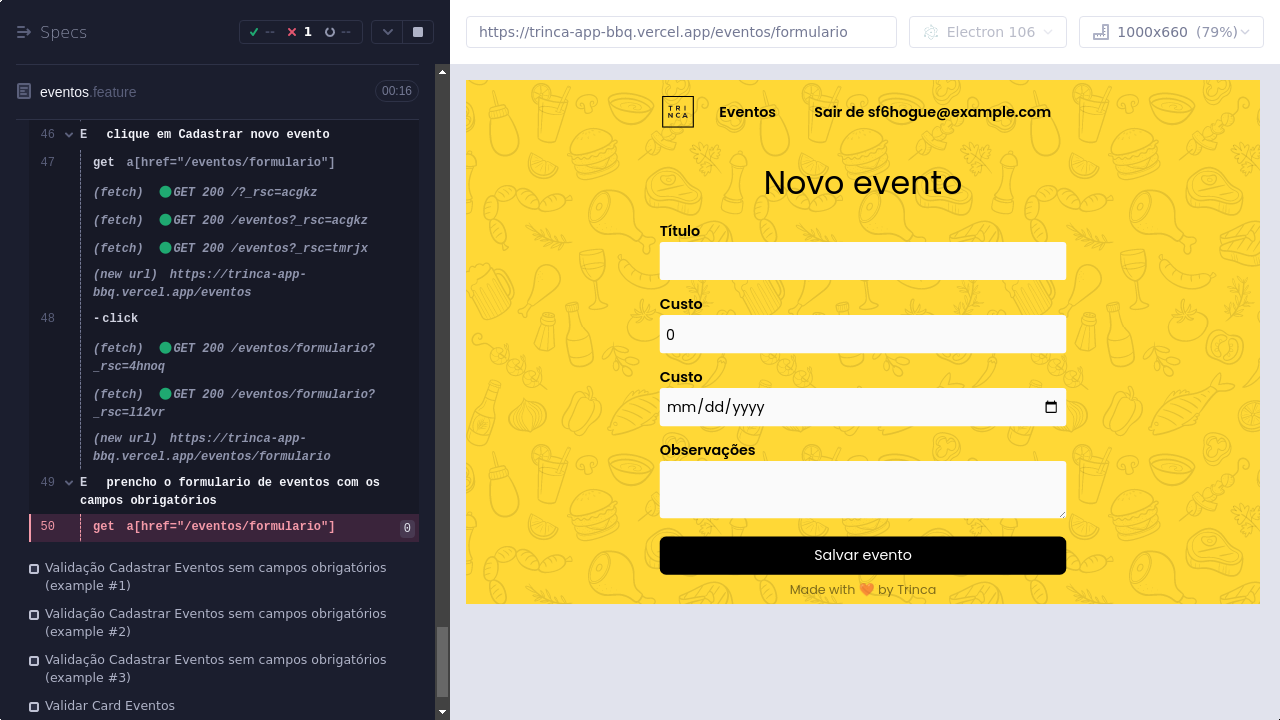 Specs
--
1
--
https://trinca-app-bbq.vercel.app/eventos/formulario
Electron 106
1000x660 (79%)
eventos.feature
00:16
46 E clique em Cadastrar novo evento
47 get a[href="/eventos/formulario"]
(fetch) GET 200 /?_rsc=acgkz
(fetch) GET 200 /eventos?_rsc=acgkz
(fetch) GET 200 /eventos?_rsc=tmrjx
(new url) https://trinca-app-
bbq.vercel.app/eventos
48 -click
(fetch) GET 200 /eventos/formulario?
_rsc=4hnoq
(fetch) GET 200 /eventos/formulario?
_rsc=l12vr
(new url) https://trinca-app-
bbq.vercel.app/eventos/formulario
49 E prencho o formulario de eventos com os
campos obrigatórios
50 get a[href="/eventos/formulario"] 0
Validação Cadastrar Eventos sem campos obrigatórios
(example #1)
Validação Cadastrar Eventos sem campos obrigatórios
(example #2)
Validação Cadastrar Eventos sem campos obrigatórios
(example #3)
Validar Card Eventos
TRI
NCA
Eventos
Sair de sf6hogue@example.com
Novo evento
Título
Custo
0
Custo
mm/dd/yyyy
Observações
Salvar evento
Made with 🧡 by Trinca